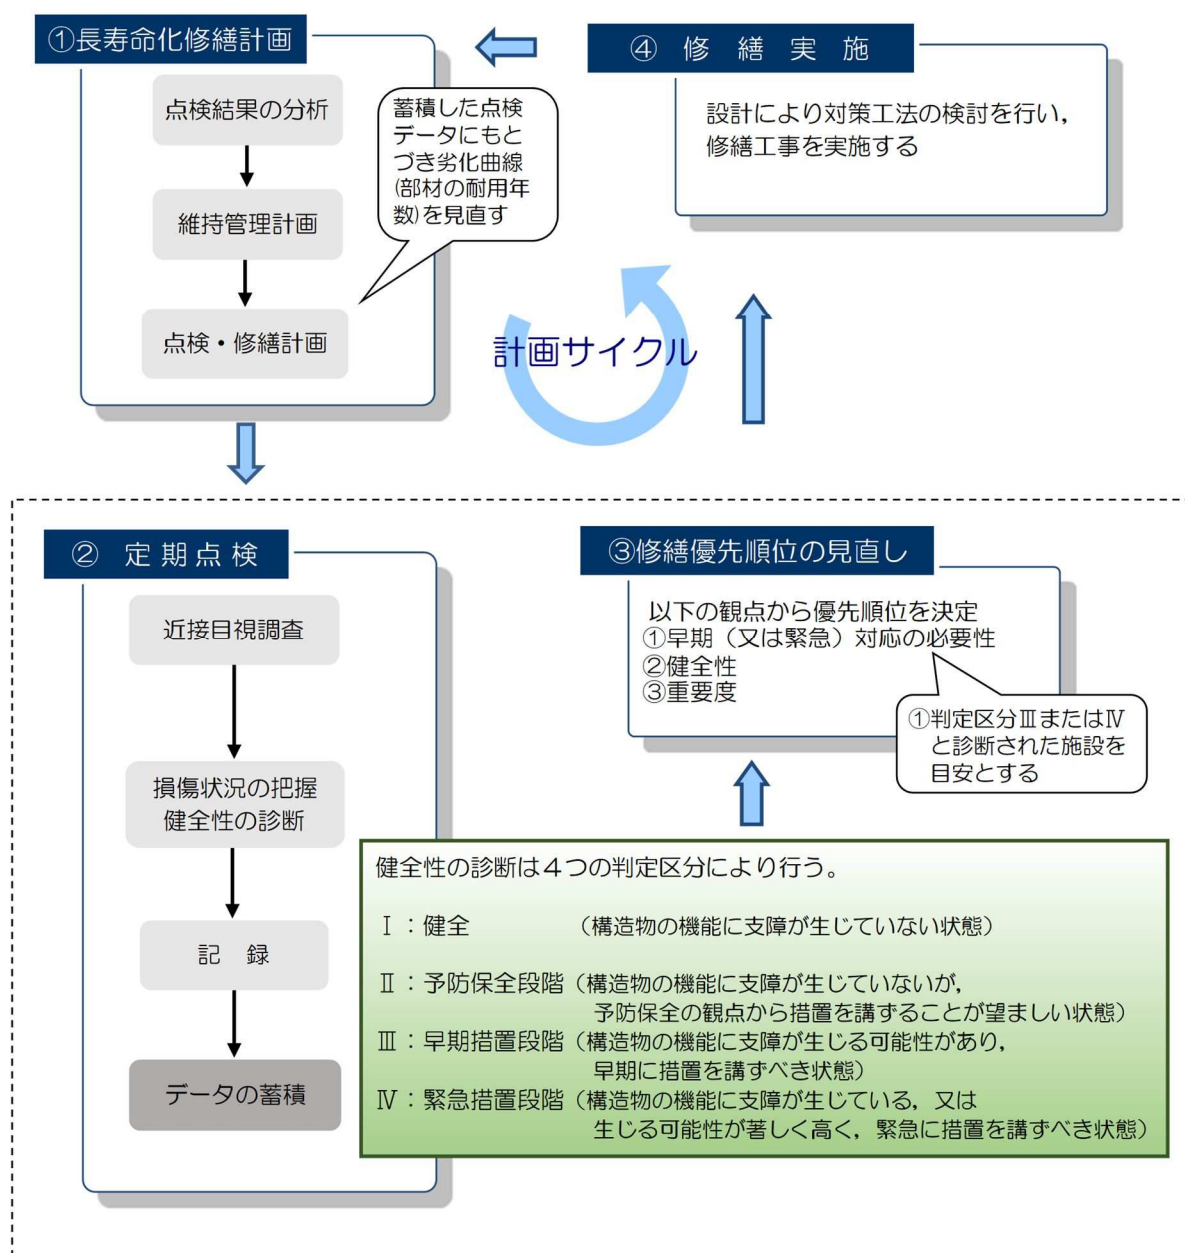 ①長寿命化修繕計画
点検結果の分析
維持管理計画
点検・修繕計画
蓄積した点検
データにもと
づき劣化曲線
(部材の耐用年
数)を見直す
④ 修 繕 実 施
設計により対策工法の検討を行い,
修繕工事を実施する
計画サイクル
② 定期点検
近接目視調査
損傷状況の把握
健全性の診断
記 録
データの蓄積
③修繕優先順位の見直し
以下の観点から優先順位を決定
①早期（又は緊急）対応の必要性
②健全性
③重要度
①判定区分ⅢまたはⅣ
と診断された施設を
目安とする
健全性の診断は４つの判定区分により行う。
Ⅰ：健全 （構造物の機能に支障が生じていない状態）
Ⅱ：予防保全段階（構造物の機能に支障が生じていないが,
予防保全の観点から措置を講ずることが望ましい状態）
Ⅲ：早期措置段階（構造物の機能に支障が生じる可能性があり,
早期に措置を講ずべき状態）
Ⅳ：緊急措置段階（構造物の機能に支障が生じている, 又は
生じる可能性が著しく高く, 緊急に措置を講ずべき状態）